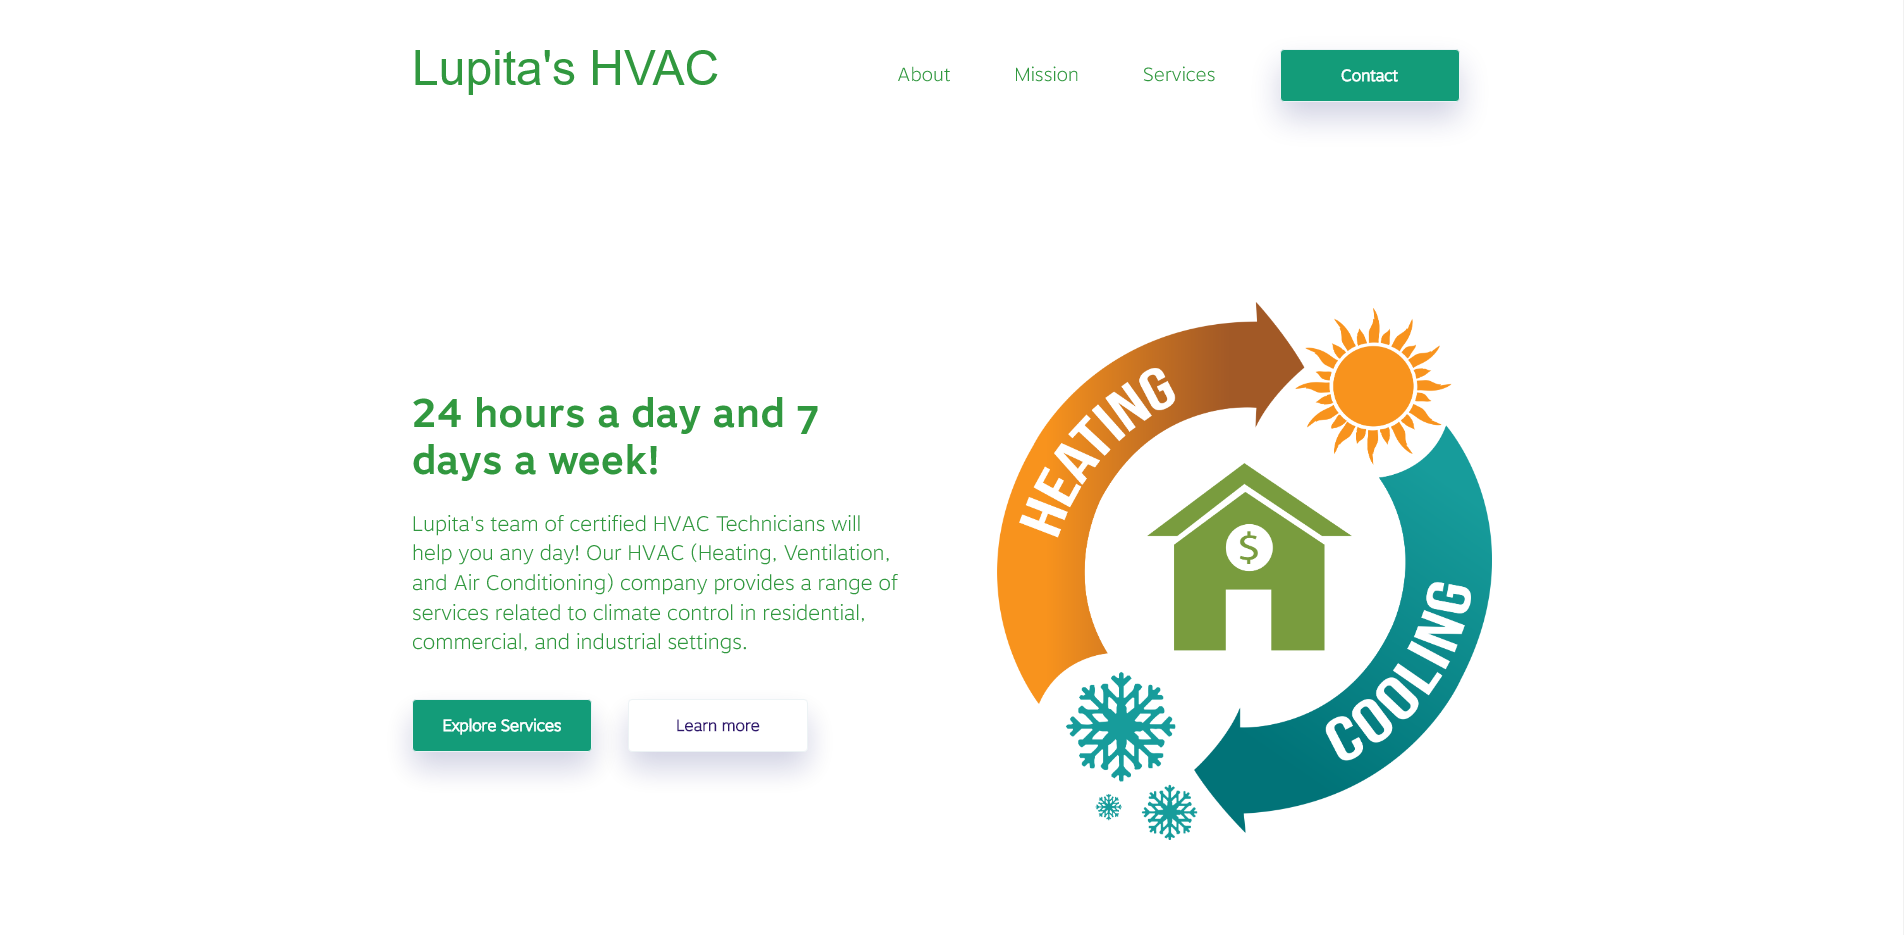 Lupita's HVAC
About
Mission
Services
Contact
24 hours a day and 7
days a week!
Lupita's team of certified HVAC Technicians will
help you any day! Our HVAC (Heating, Ventilation,
and Air Conditioning) company provides a range of
services related to climate control in residential,
commercial, and industrial settings.
Explore Services
Learn more
HEATING
$
COOLING